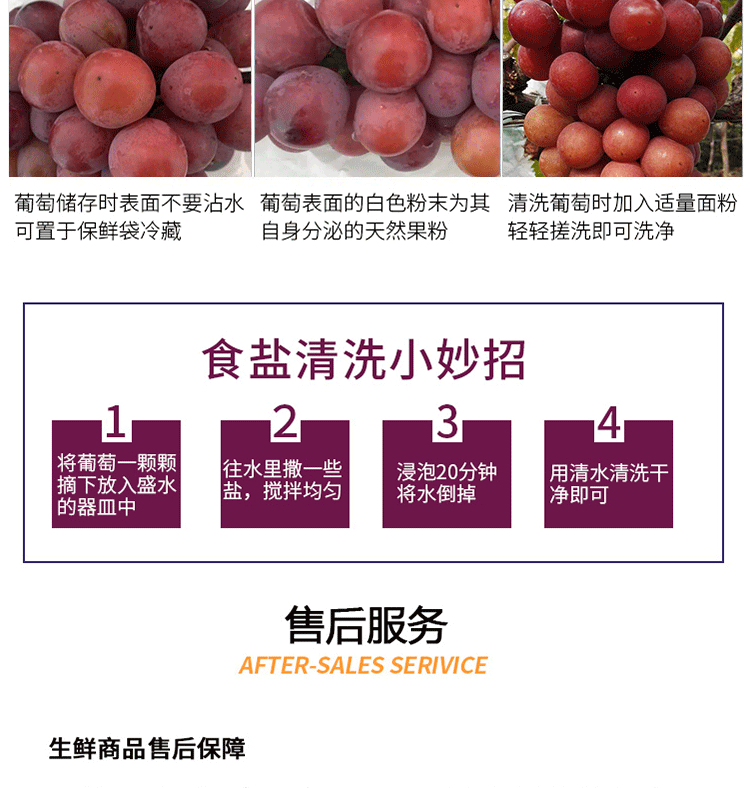 葡萄储存时表面不要沾水
可置于保鲜袋冷藏
葡萄表面的白色粉末为其
自身分泌的天然果粉
清洗葡萄时加入适量面粉
轻轻搓洗即可洗净
食盐清洗小妙招
1
将葡萄一颗颗
摘下放入盛水
的器皿中
2
往水里撒一些
盐，搅拌均匀
3
浸泡20分钟
将水倒掉
4
用清水清洗干
净即可
售后服务
AFTER-SALES SERIVICE
生鲜商品售后保障